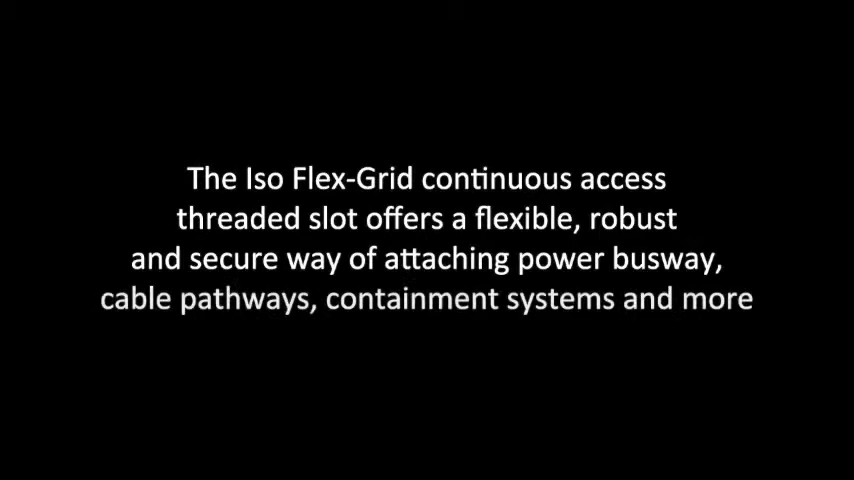 The Iso Flex-Grid continuous access
threaded slot offers a flexible, robust
and secure way of attaching power busway,
cable pathways, containment systems and more